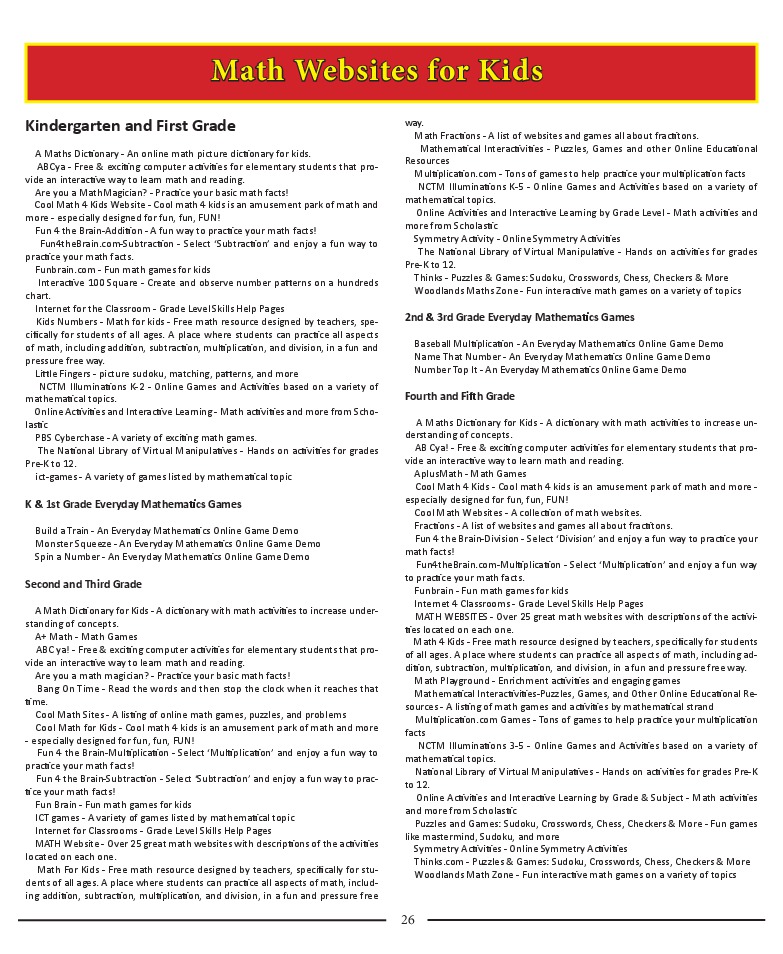 Math Websites for Kids
Kindergarten and First Grade
A Maths Dictionary - An online math picture dictionary for kids.
ABCya - Free & exciting computer activities for elementary students that pro-
vide an interactive way to learn math and reading.
Are you a MathMagician? - Practice your basic math facts!
Cool Math 4 Kids Website - Cool math 4 kids is an amusement park of math and
more - especially designed for fun, fun, FUN!
Fun 4 the Brain-Addition - A fun way to practice your math facts!
Fun4theBrain.com-Subtraction - Select ‘Subtraction’ and enjoy a fun way to
practice your math facts.
Funbrain.com - Fun math games for kids
Interactive 100 Square - Create and observe number patterns on a hundreds
chart.
Internet for the Classroom - Grade Level Skills Help Pages
Kids Numbers - Math for kids - Free math resource designed by teachers, spe-
cifically for students of all ages. A place where students can practice all aspects
of math, including addition, subtraction, multiplication, and division, in a fun and
pressure free way.
Little Fingers - picture sudoku, matching, patterns, and more
NCTM Illuminations K-2 - Online Games and Activities based on a variety of
mathematical topics.
Online Activities and Interactive Learning - Math activities and more from Scho-
lastic
PBS Cyberchase - A variety of exciting math games.
The National Library of Virtual Manipulatives - Hands on activities for grades
Pre-K to 12.
ict-games - A variety of games listed by mathematical topic
K & 1st Grade Everyday Mathematics Games
Build a Train - An Everyday Mathematics Online Game Demo
Monster Squeeze - An Everyday Mathematics Online Game Demo
Spin a Number - An Everyday Mathematics Online Game Demo
Second and Third Grade
A Math Dictionary for Kids - A dictionary with math activities to increase under-
standing of concepts.
A+ Math - Math Games
ABC ya! - Free & exciting computer activities for elementary students that pro-
vide an interactive way to learn math and reading.
Are you a math magician? - Practice your basic math facts!
Bang On Time - Read the words and then stop the clock when it reaches that
time.
Cool Math Sites - A listing of online math games, puzzles, and problems
Cool Math for Kids - Cool math 4 kids is an amusement park of math and more
- especially designed for fun, fun, FUN!
Fun 4 the Brain-Multiplication - Select ‘Multiplication’ and enjoy a fun way to
practice your math facts!
Fun 4 the Brain-Subtraction - Select ‘Subtraction’ and enjoy a fun way to prac-
tice your math facts!
Fun Brain - Fun math games for kids
ICT games - A variety of games listed by mathematical topic
Internet for Classrooms - Grade Level Skills Help Pages
MATH Website - Over 25 great math websites with descriptions of the activities
located on each one.
Math For Kids - Free math resource designed by teachers, specifically for stu-
dents of all ages. A place where students can practice all aspects of math, includ-
ing addition, subtraction, multiplication, and division, in a fun and pressure free
way.
Math Fractions - A list of websites and games all about fractitons.
Mathematical Interactivities - Puzzles, Games and other Online Educational
Resources
Multiplication.com - Tons of games to help practice your multiplication facts
NCTM Illuminations K-5 - Online Games and Activities based on a variety of
mathematical topics.
Online Activities and Interactive Learning by Grade Level - Math activities and
more from Scholastic
Symmetry Activity - Online Symmetry Activities
The National Library of Virtual Manipulative - Hands on activities for grades
Pre-K to 12.
Thinks - Puzzles & Games: Sudoku, Crosswords, Chess, Checkers & More
Woodlands Maths Zone - Fun interactive math games on a variety of topics
2nd & 3rd Grade Everyday Mathematics Games
Baseball Multiplication - An Everyday Mathematics Online Game Demo
Name That Number - An Everyday Mathematics Online Game Demo
Number Top It - An Everyday Mathematics Online Game Demo
Fourth and Fifth Grade
A Maths Dictionary for Kids - A dictionary with math activities to increase un-
derstanding of concepts.
AB Cya! - Free & exciting computer activities for elementary students that pro-
vide an interactive way to learn math and reading.
AplusMath - Math Games
Cool Math 4 Kids - Cool math 4 kids is an amusement park of math and more -
especially designed for fun, fun, FUN!
Cool Math Websites - A collection of math websites.
Fractions - A list of websites and games all about fractitons.
Fun 4 the Brain-Division - Select ‘Division’ and enjoy a fun way to practice your
math facts!
Fun4theBrain.com-Multiplication - Select ‘Multiplication’ and enjoy a fun way
to practice your math facts.
Funbrain - Fun math games for kids
Internet 4 Classrooms - Grade Level Skills Help Pages
MATH WEBSITES - Over 25 great math websites with descriptions of the activi-
ties located on each one.
Math 4 Kids - Free math resource designed by teachers, specifically for students
of all ages. A place where students can practice all aspects of math, including ad-
dition, subtraction, multiplication, and division, in a fun and pressure free way.
Math Playground - Enrichment activities and engaging games
Mathematical Interactivities-Puzzles, Games, and Other Online Educational Re-
sources - A listing of math games and activities by mathematical strand
Multiplication.com Games - Tons of games to help practice your multiplication
facts
NCTM Illuminations 3-5 - Online Games and Activities based on a variety of
mathematical topics.
National Library of Virtual Manipulatives - Hands on activities for grades Pre-K
to 12.
Online Activities and Interactive Learning by Grade & Subject - Math activities
and more from Scholastic
Puzzles and Games: Sudoku, Crosswords, Chess, Checkers & More - Fun games
like mastermind, Sudoku, and more
Symmetry Activities - Online Symmetry Activities
Thinks.com - Puzzles & Games: Sudoku, Crosswords, Chess, Checkers & More
Woodlands Math Zone - Fun interactive math games on a variety of topics
26